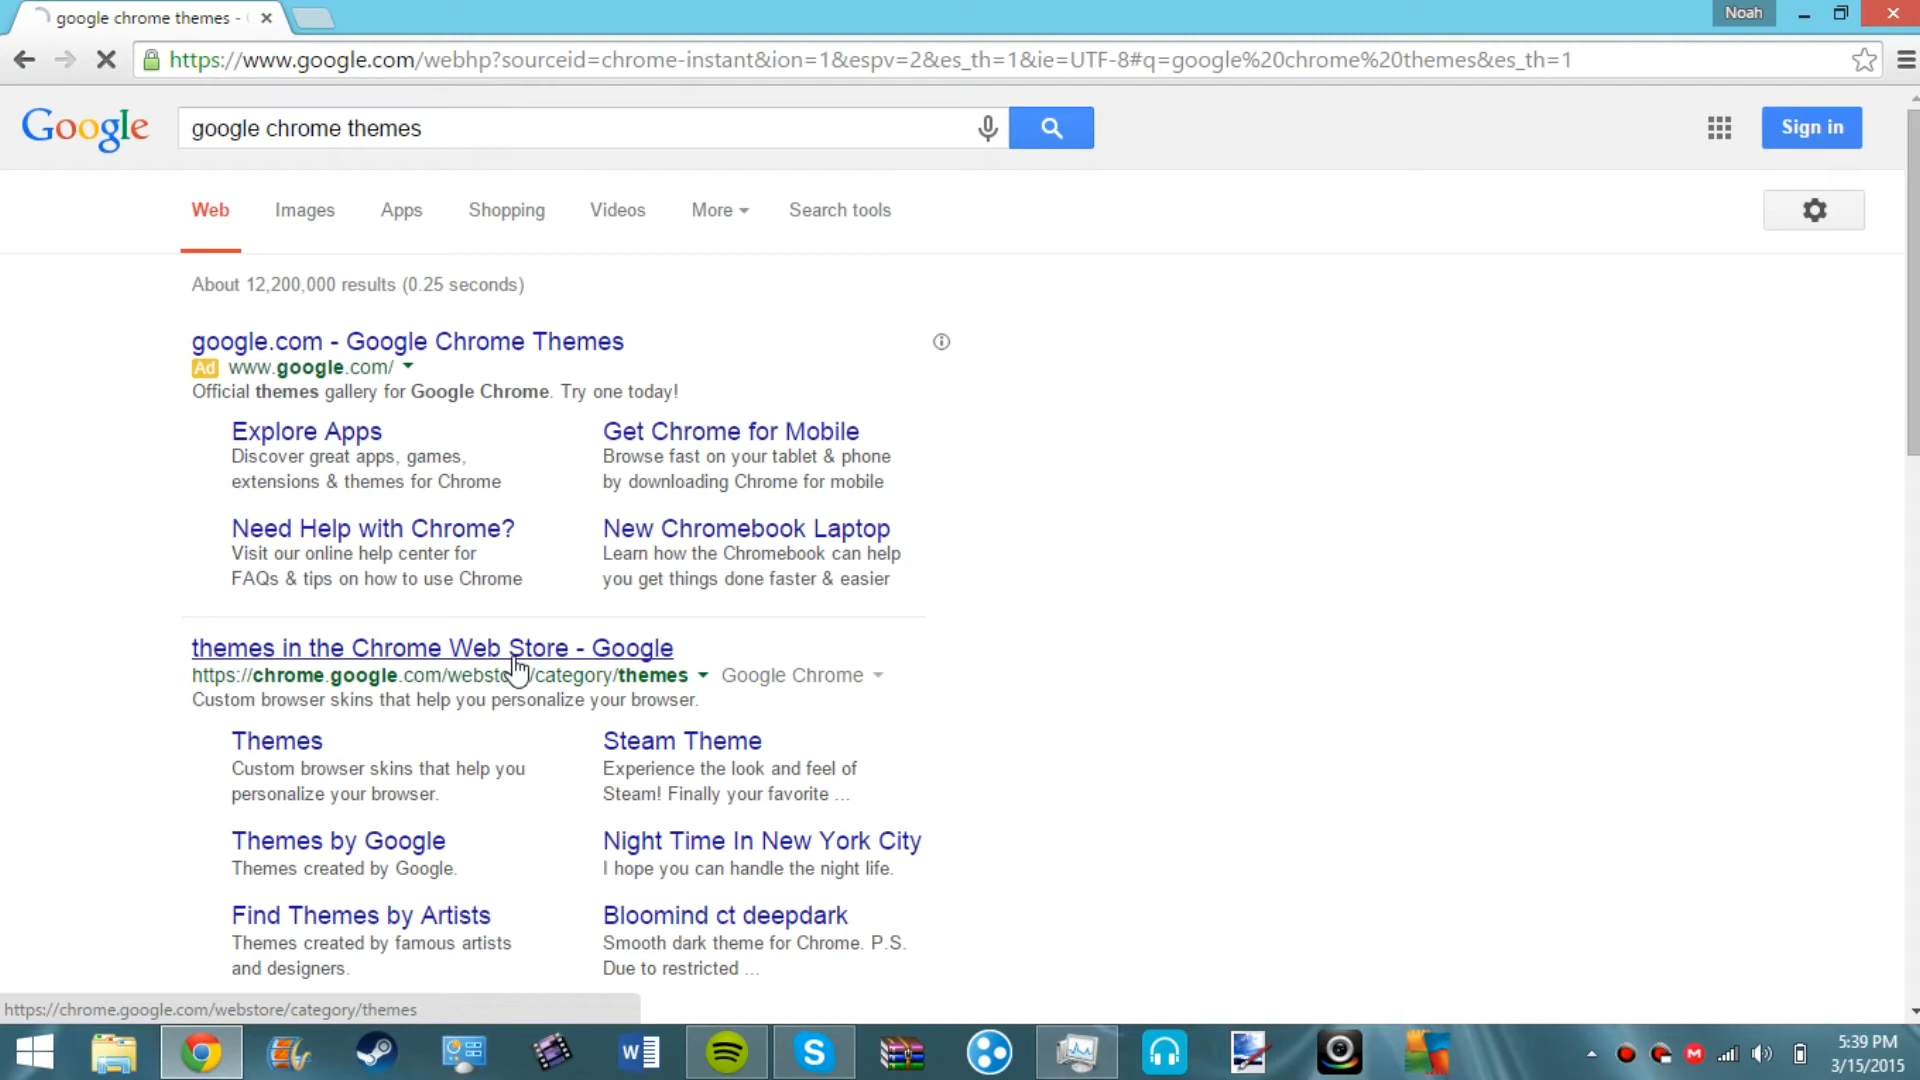 google chrome themes -
Noah
https://www.google.com/webhp?sourceid=chrome-instant&ion=1&espv=2&es_th=1&ie=UTF-8#q=google%20chrome%20themes&es_th=1
Google
google chrome themes
Sign in
Web Images Apps Shopping Videos More Search tools
About 12,200,000 results (0.25 seconds)
google.com - Google Chrome Themes
Ad www.google.com/
Official themes gallery for Google Chrome. Try one today!
Explore Apps
Discover great apps, games,
extensions & themes for Chrome
Get Chrome for Mobile
Browse fast on your tablet & phone
by downloading Chrome for mobile
Need Help with Chrome?
Visit our online help center for
FAQs & tips on how to use Chrome
New Chromebook Laptop
Learn how the Chromebook can help
you get things done faster & easier
themes in the Chrome Web Store - Google
https://chrome.google.com/webstore/category/themes Google Chrome
Custom browser skins that help you personalize your browser.
Themes
Custom browser skins that help you
personalize your browser.
Steam Theme
Experience the look and feel of
Steam! Finally your favorite ...
Themes by Google
Themes created by Google.
Night Time In New York City
I hope you can handle the night life.
Find Themes by Artists
Themes created by famous artists
and designers.
Bloomind ct deepdark
Smooth dark theme for Chrome. P.S.
Due to restricted ...
https://chrome.google.com/webstore/category/themes
5:39 PM
3/15/2015